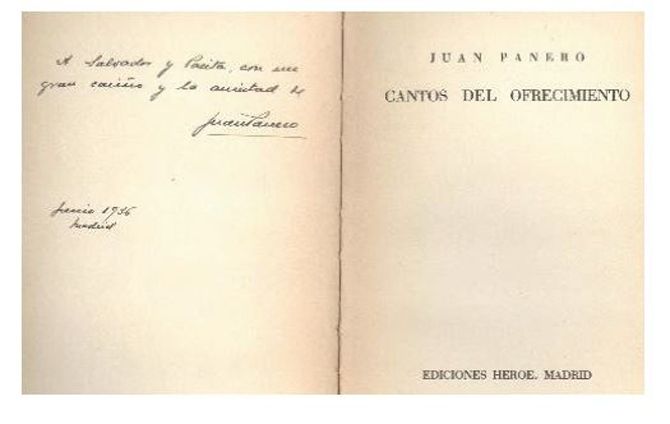 A Salvador y Paita, con un
gran cariño y la amistad de
Juan Panero
Junio 1936
Madrid
JUAN PANERO
CANTOS DEL OFRECIMIENTO
EDICIONES HEROE. MADRID